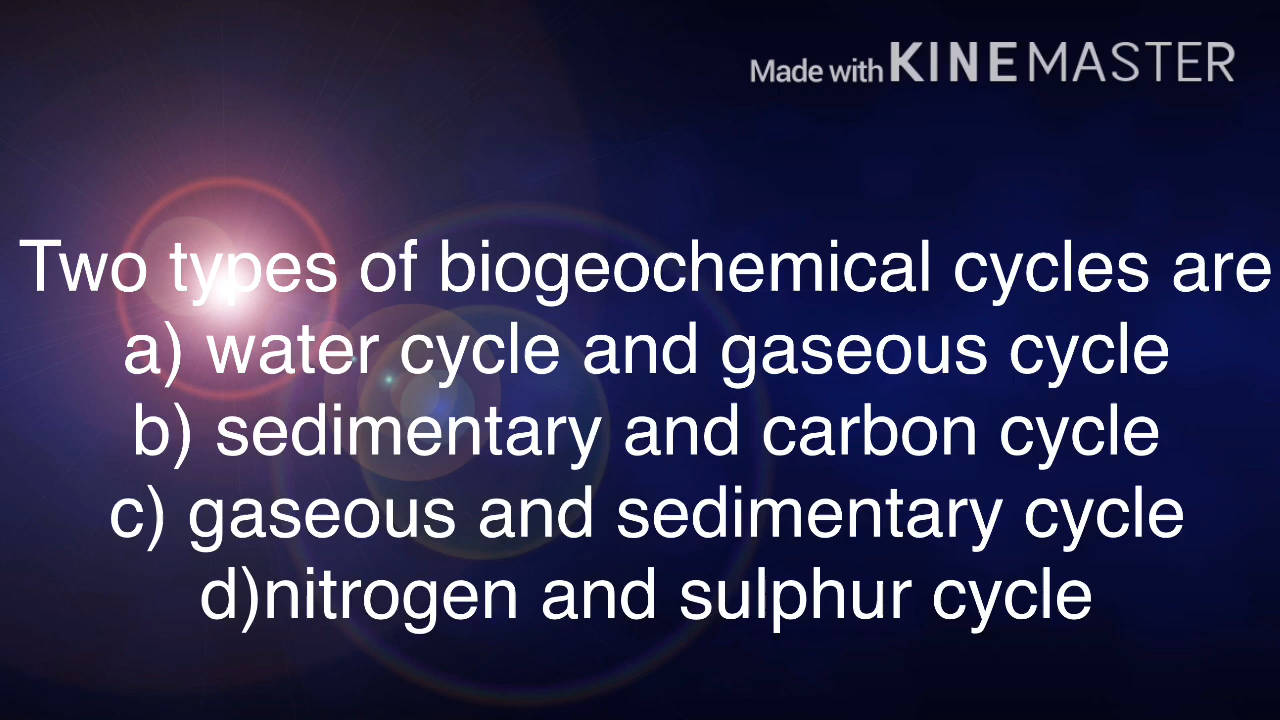 Made with KINEMASTER
Two types of biogeochemical cycles are
a) water cycle and gaseous cycle
b) sedimentary and carbon cycle
c) gaseous and sedimentary cycle
d)nitrogen and sulphur cycle